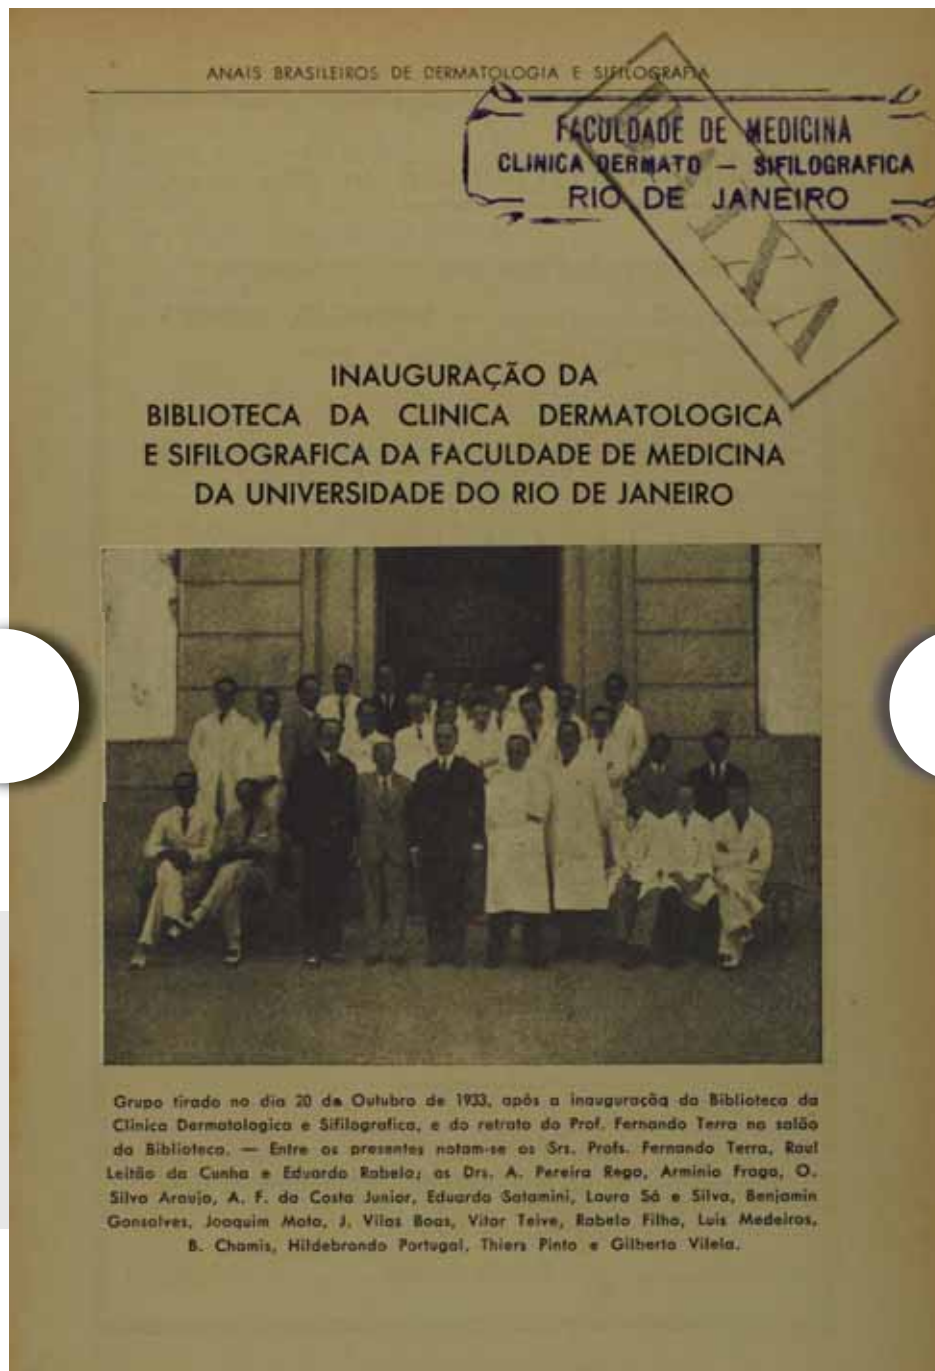 ANAIS BRASILEIROS DE DERMATOLOGIA E SIFILOGRAFIA
FACULDADE DE MEDICINA
CLINICA DERMATO — SIFILOGRAFICA
RIO DE JANEIRO
INAUGURAÇÃO DA
BIBLIOTECA DA CLINICA DERMATOLOGICA
E SIFILOGRAFICA DA FACULDADE DE MEDICINA
DA UNIVERSIDADE DO RIO DE JANEIRO
Grupo tirado no dia 20 de Outubro de 1933, após a inauguração da Biblioteca da
Clinica Dermatologica e Sifilografica, e do retrato do Prof. Fernando Terra no salão
da Biblioteca. — Entre os presentes notam-se os Srs. Profs. Fernando Terra, Raul
Leitão da Cunha e Eduardo Rabelo; os Drs. A. Pereira Rego, Arminio Fraga, O.
Silva Araujo, A. F. da Costa Junior, Eduardo Satamini, Laura Sá e Silva, Benjamin
Gonsalves, Joaquim Mota, J. Vilas Boas, Vitor Teive, Rabelo Filho, Luis Medeiros,
B. Chamis, Hildebrando Portugal, Thiers Pinto e Gilberto Vilela.